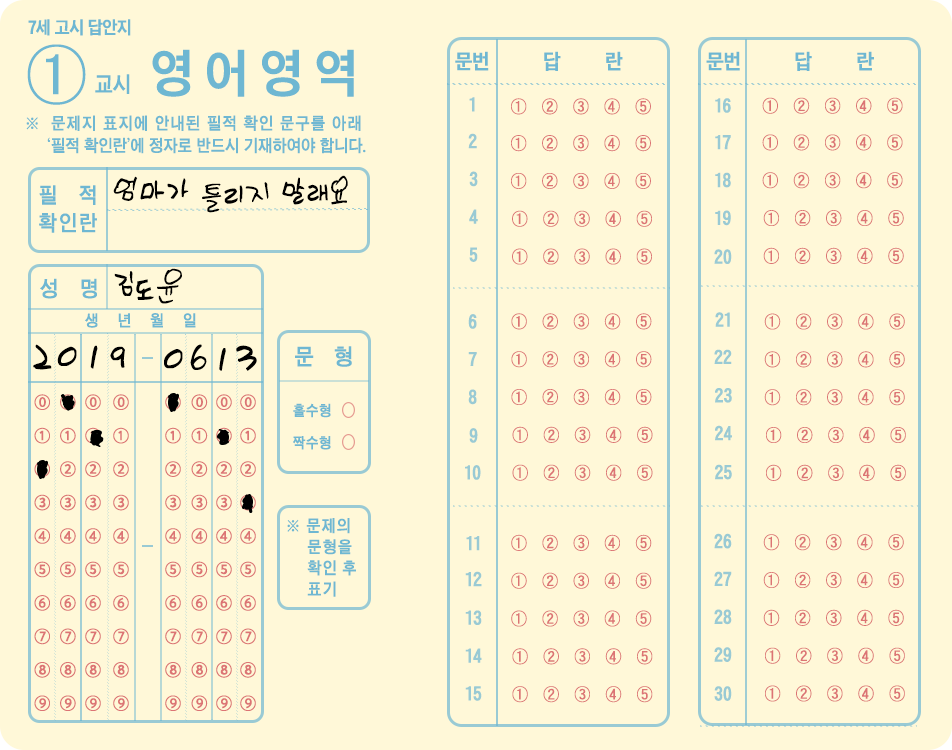 7세 고시 답안지
① 교시 영어영역
※ 문제지 표지에 안내된 필적 확인 문구를 아래
'필적 확인란'에 정자로 반드시 기재하여야 합니다.
필 적
확인란
엄마가 틀리지 말래요
성 명 김도윤
생 년 월 일
2019-0613
⓪ ⓪ ⓪ ⓪ ⓪ ⓪
① ① ① ① ① ①
② ② ② ② ② ② ②
③ ③ ③ ③ ③ ③ ③
④ ④ ④ ④ - ④ ④ ④ ④
⑤ ⑤ ⑤ ⑤ ⑤ ⑤ ⑤ ⑤
⑥ ⑥ ⑥ ⑥ ⑥ ⑥ ⑥ ⑥
⑦ ⑦ ⑦ ⑦ ⑦ ⑦ ⑦ ⑦
⑧ ⑧ ⑧ ⑧ ⑧ ⑧ ⑧ ⑧
⑨ ⑨ ⑨ ⑨ ⑨ ⑨ ⑨ ⑨
문 형
홀수형 ○
짝수형 ○
※ 문제의
문형을
확인 후
표기
문번 답 란
1 ① ② ③ ④ ⑤
2 ① ② ③ ④ ⑤
3 ① ② ③ ④ ⑤
4 ① ② ③ ④ ⑤
5 ① ② ③ ④ ⑤
6 ① ② ③ ④ ⑤
7 ① ② ③ ④ ⑤
8 ① ② ③ ④ ⑤
9 ① ② ③ ④ ⑤
10 ① ② ③ ④ ⑤
11 ① ② ③ ④ ⑤
12 ① ② ③ ④ ⑤
13 ① ② ③ ④ ⑤
14 ① ② ③ ④ ⑤
15 ① ② ③ ④ ⑤
문번 답 란
16 ① ② ③ ④ ⑤
17 ① ② ③ ④ ⑤
18 ① ② ③ ④ ⑤
19 ① ② ③ ④ ⑤
20 ① ② ③ ④ ⑤
21 ① ② ③ ④ ⑤
22 ① ② ③ ④ ⑤
23 ① ② ③ ④ ⑤
24 ① ② ③ ④ ⑤
25 ① ② ③ ④ ⑤
26 ① ② ③ ④ ⑤
27 ① ② ③ ④ ⑤
28 ① ② ③ ④ ⑤
29 ① ② ③ ④ ⑤
30 ① ② ③ ④ ⑤